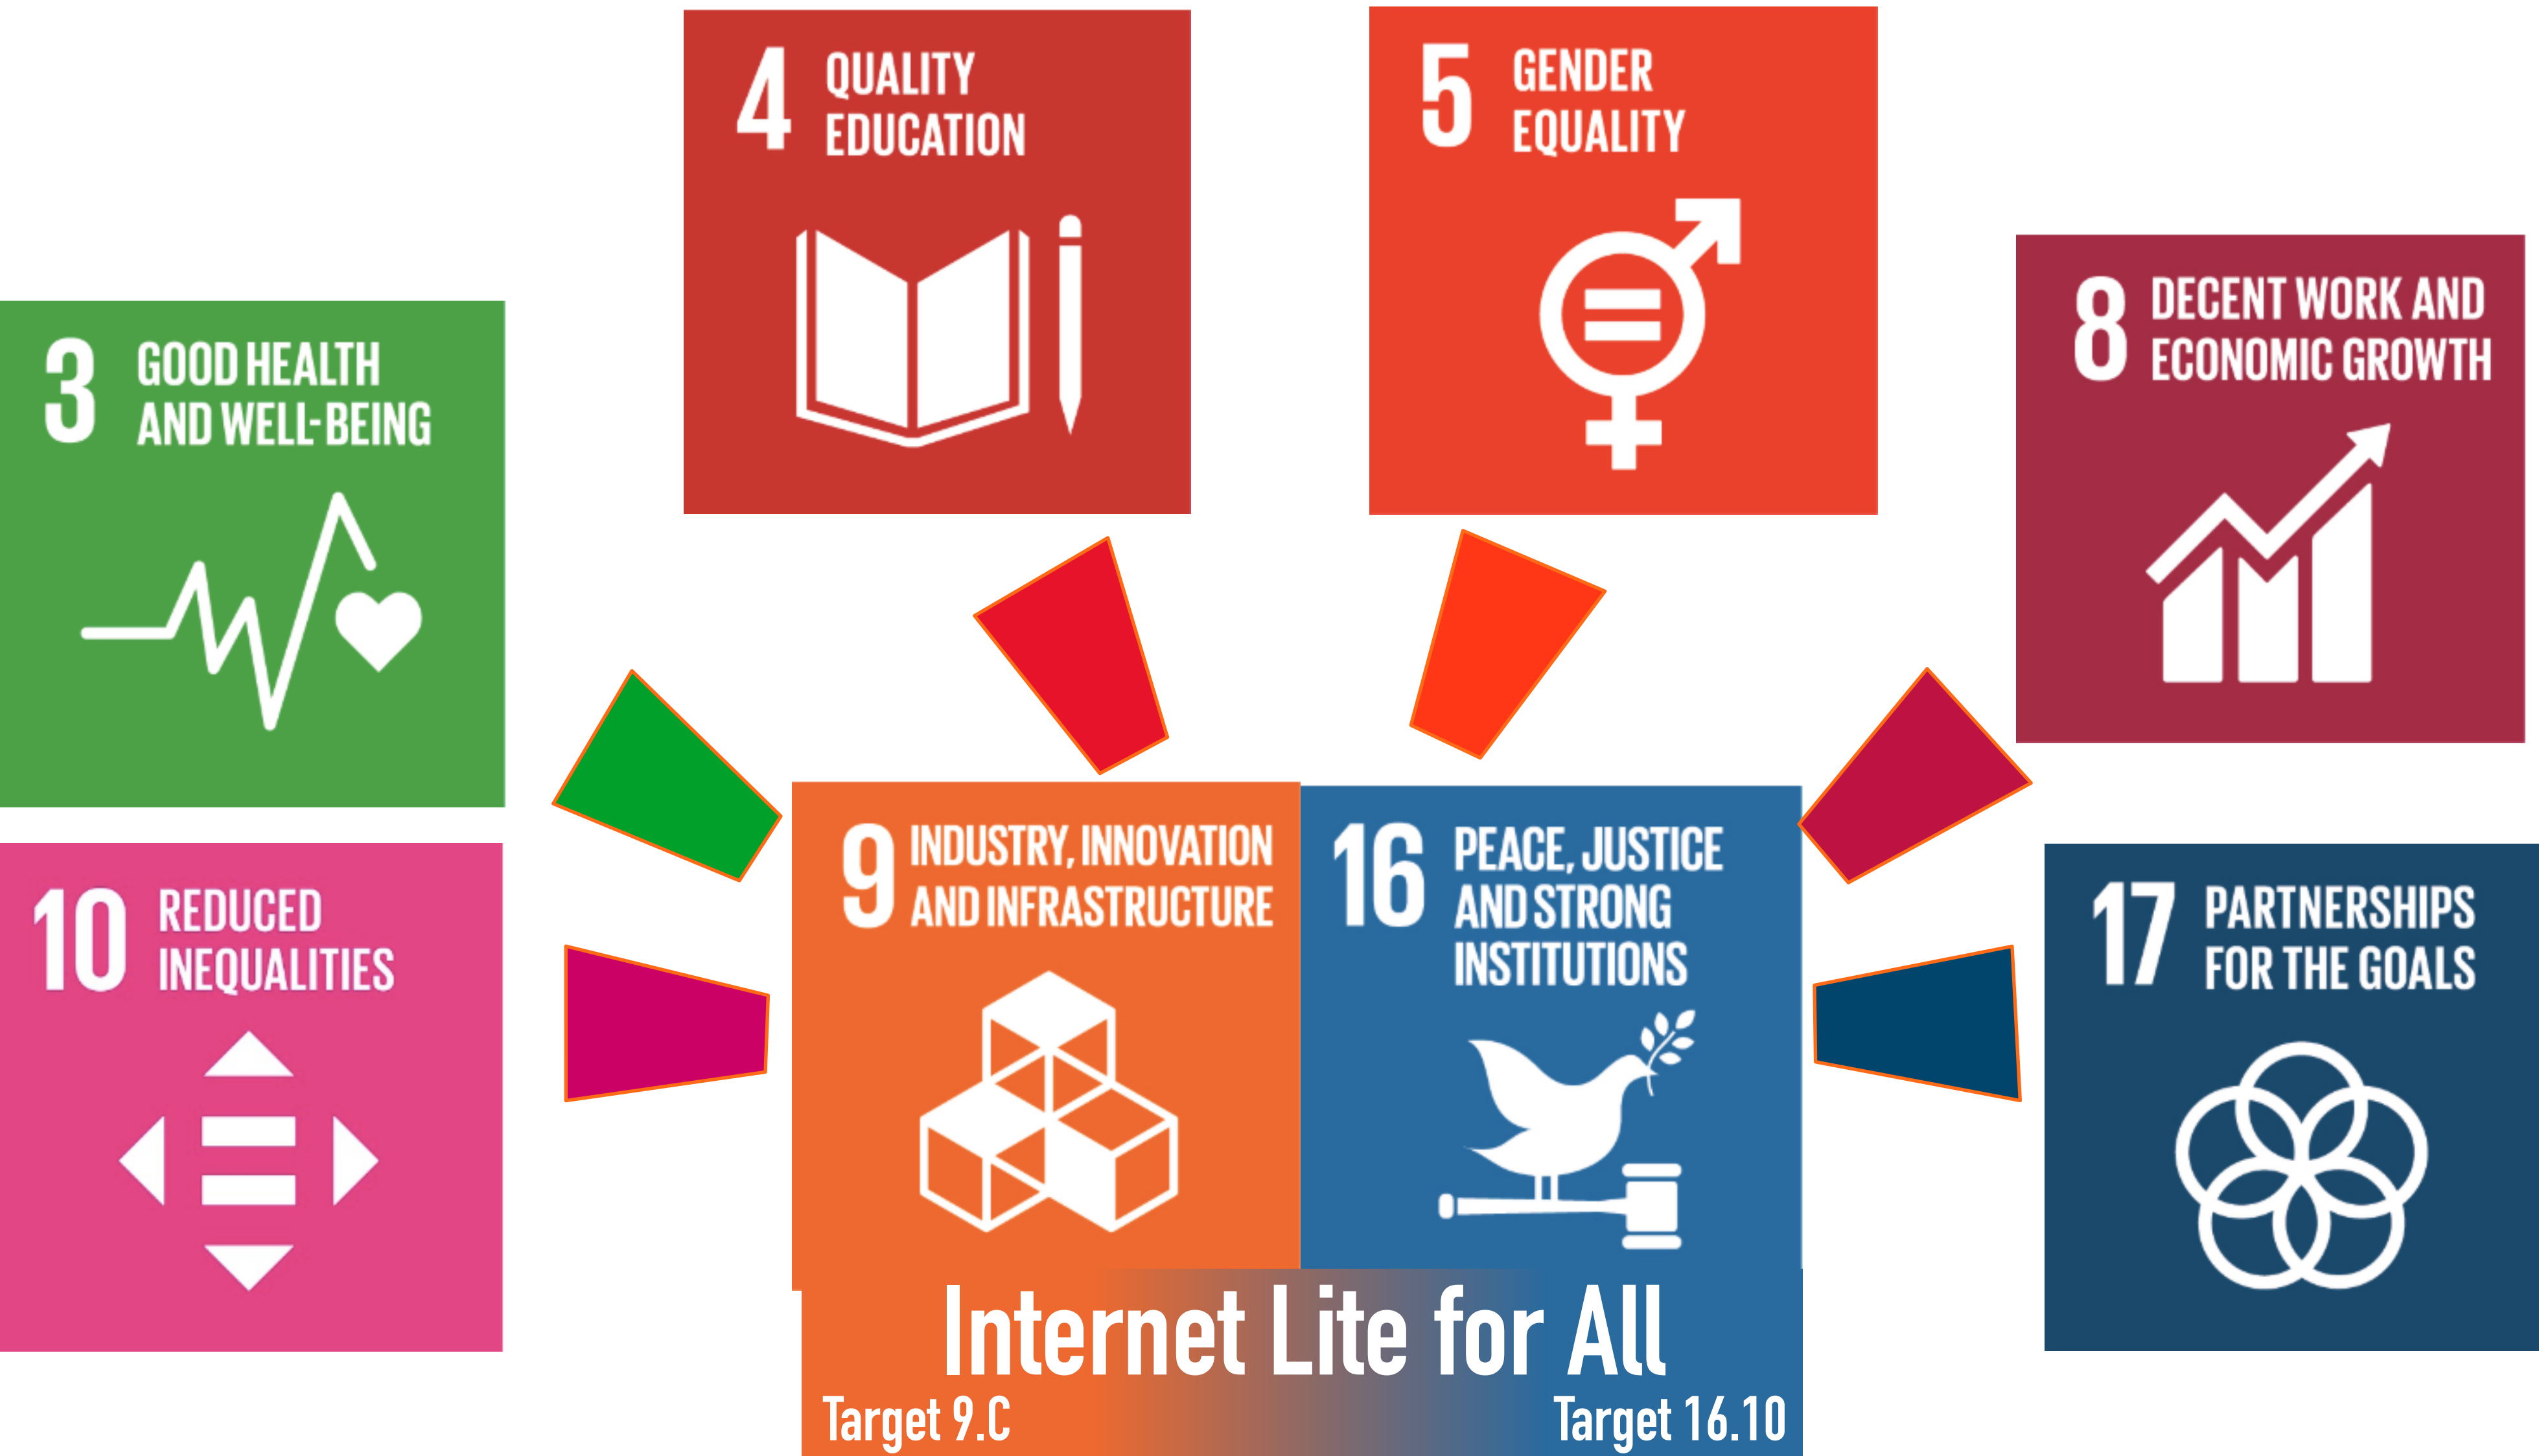 4 QUALITY
EDUCATION
5 GENDER
EQUALITY
3 GOOD HEALTH
AND WELL-BEING
8 DECENT WORK AND
ECONOMIC GROWTH
10 REDUCED
INEQUALITIES
9 INDUSTRY, INNOVATION
AND INFRASTRUCTURE
16 PEACE, JUSTICE
AND STRONG
INSTITUTIONS
17 PARTNERSHIPS
FOR THE GOALS
Internet Lite for All
Target 9.C
Target 16.10